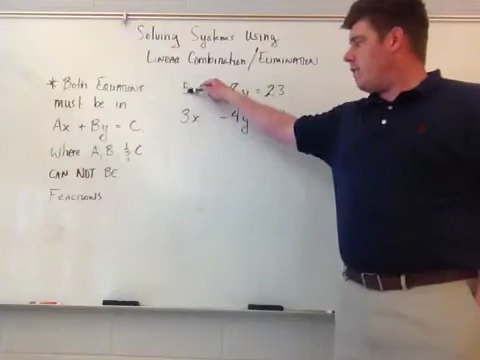 Solving Systems Using
Linear Combination/Elimination
* Both Equations
must be in
Ax + By = C
where A, B & C
CAN NOT BE
Fractions
5 y = 23
3x - 4y